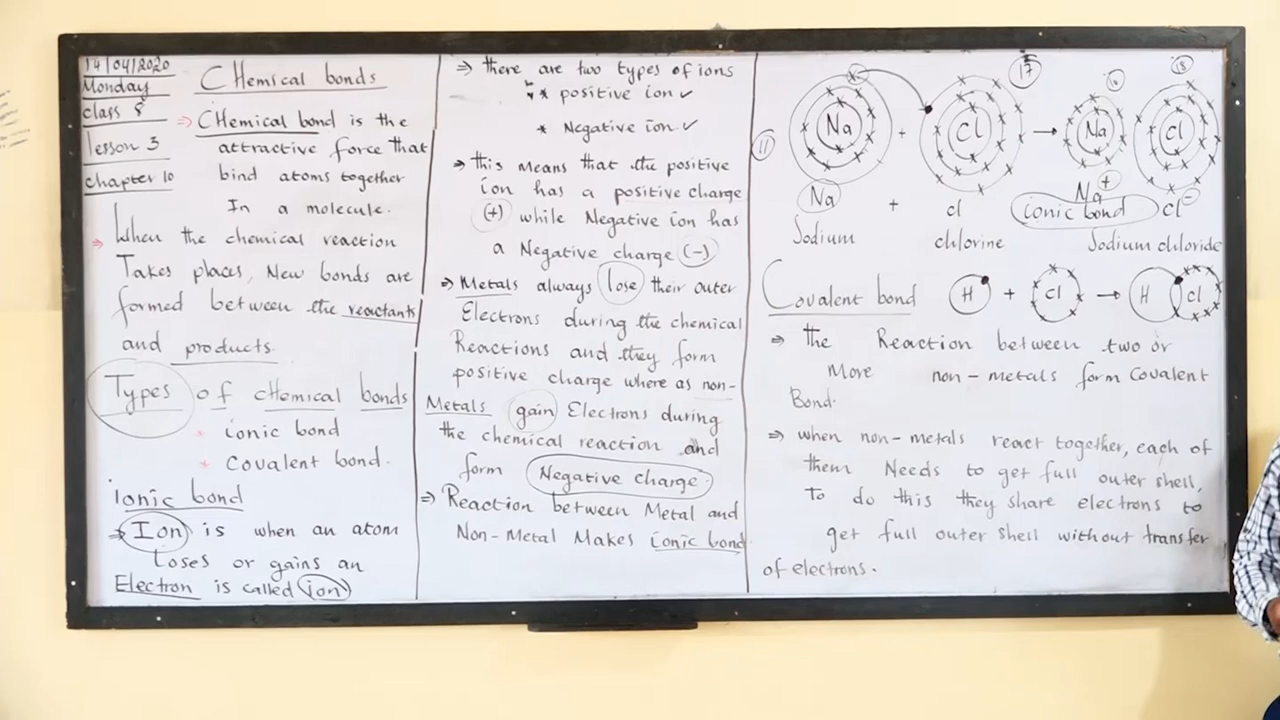 14/04/2020
Monday
class 8
lesson 3
chapter 10
CHemical bonds
⇒ CHemical bond is the
attractive force that
bind atoms together
In a molecule.
⇒ When the chemical reaction
Takes places, New bonds are
formed between the reactants
and products.
Types of cHemical bonds
* ionic bond
* Covalent bond.
Ionic bond
⇒ Ion is when an atom
Loses or gains an
Electron is called ion
⇒ there are two types of ions
* positive ion ✓
* Negative ion ✓
⇒ this means that the positive
ion has a positive charge
(+) while Negative ion has
a Negative charge (-)
⇒ Metals always lose their outer
Electrons during the chemical
Reactions and they form
positive charge where as non-
Metals gain Electrons during
the chemical reaction and
form Negative charge.
⇒ Reaction between Metal and
Non-Metal Makes ionic bond
11 Na + Cl 17 → Na Cl 18
Na + cl Na+ ionic bond Cl-
Sodium chlorine Sodium chloride
Covalent bond H + Cl → H Cl
⇒ the Reaction between two or
More non-metals form Covalent
Bond.
⇒ when non-metals react together, each of
them Needs to get full outer shell,
To do this they share electrons to
get full outer shell without transfer
of electrons.